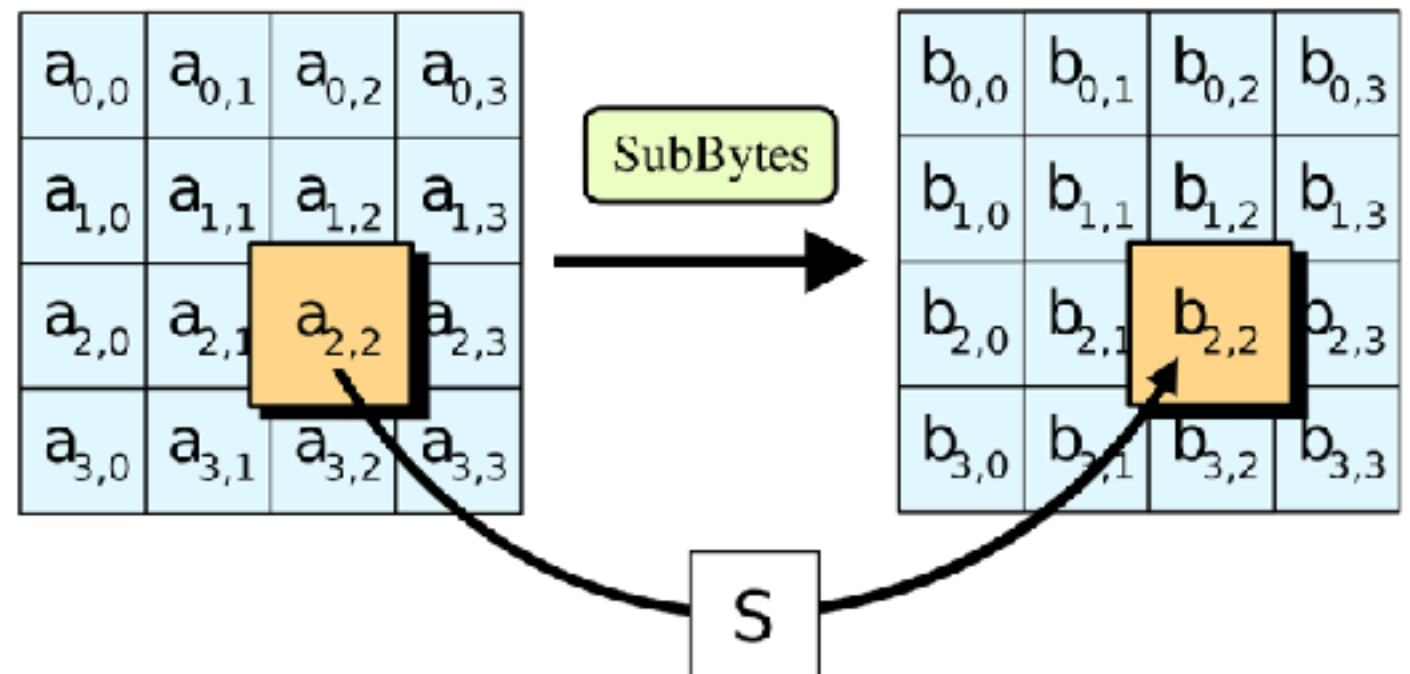 a0,0 a0,1 a0,2 a0,3
b0,0 b0,1 b0,2 b0,3
SubBytes
a1,0 a1,1 a1,2 a1,3
b1,0 b1,1 b1,2 b1,3
a2,0 a2,1 a2,2 a2,3
b2,0 b2,1 b2,2 b2,3
a3,0 a3,1 a3,2 a3,3
b3,0 b3,1 b3,2 b3,3
S